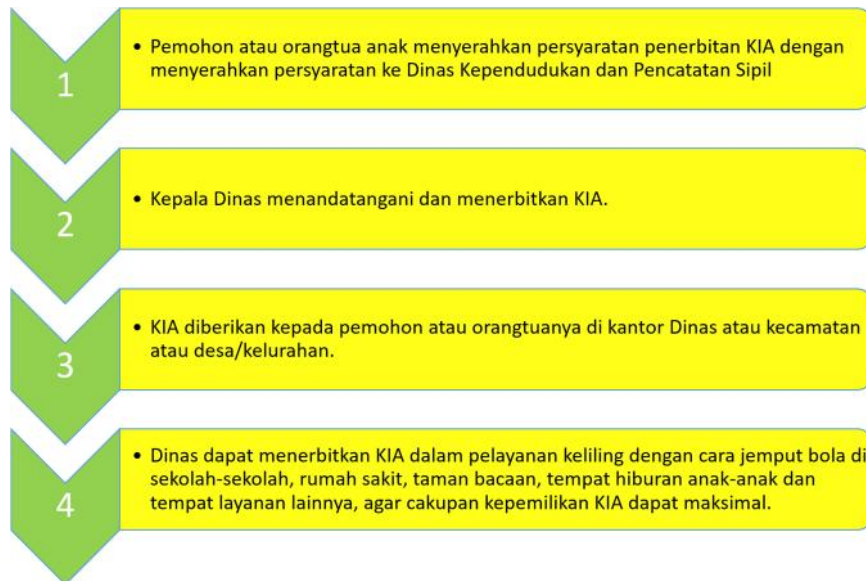 1
• Pemohon atau orangtua anak menyerahkan persyaratan penerbitan KIA dengan
menyerahkan persyaratan ke Dinas Kependudukan dan Pencatatan Sipil
2
• Kepala Dinas menandatangani dan menerbitkan KIA.
3
• KIA diberikan kepada pemohon atau orangtuanya di kantor Dinas atau kecamatan
atau desa/kelurahan.
4
• Dinas dapat menerbitkan KIA dalam pelayanan keliling dengan cara jemput bola di
sekolah-sekolah, rumah sakit, taman bacaan, tempat hiburan anak-anak dan
tempat layanan lainnya, agar cakupan kepemilikan KIA dapat maksimal.